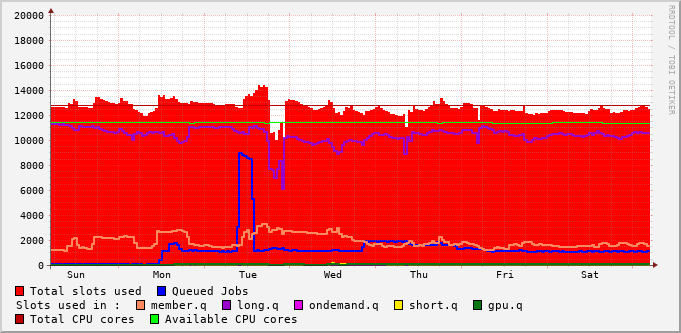 20000
18000
16000
14000
12000
10000
8000
6000
4000
2000
0
Sun Mon Tue Wed Thu Fri Sat
Total slots used Queued Jobs
Slots used in : member.q long.q ondemand.q short.q gpu.q
Total CPU cores Available CPU cores
RRDTOOL / TOBI OETIKER